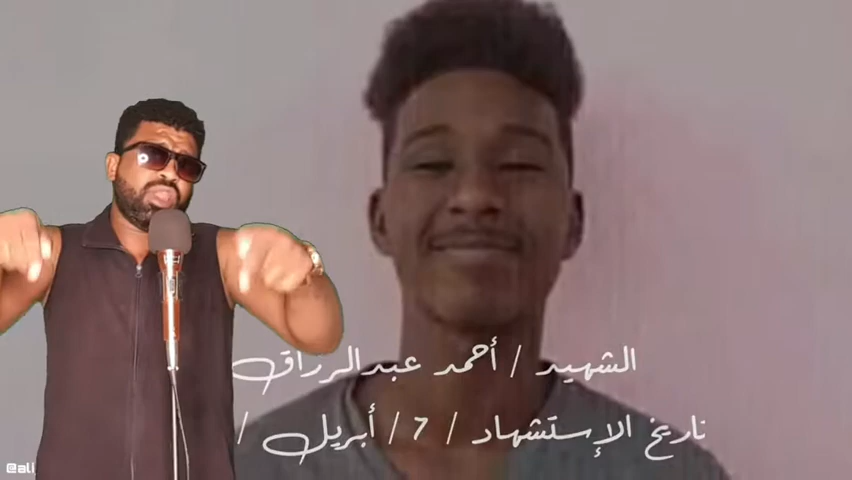 الشهيد / أحمد عبدالرزاق
تاريخ الإستشهاد / 7 / أبريل /
@ali